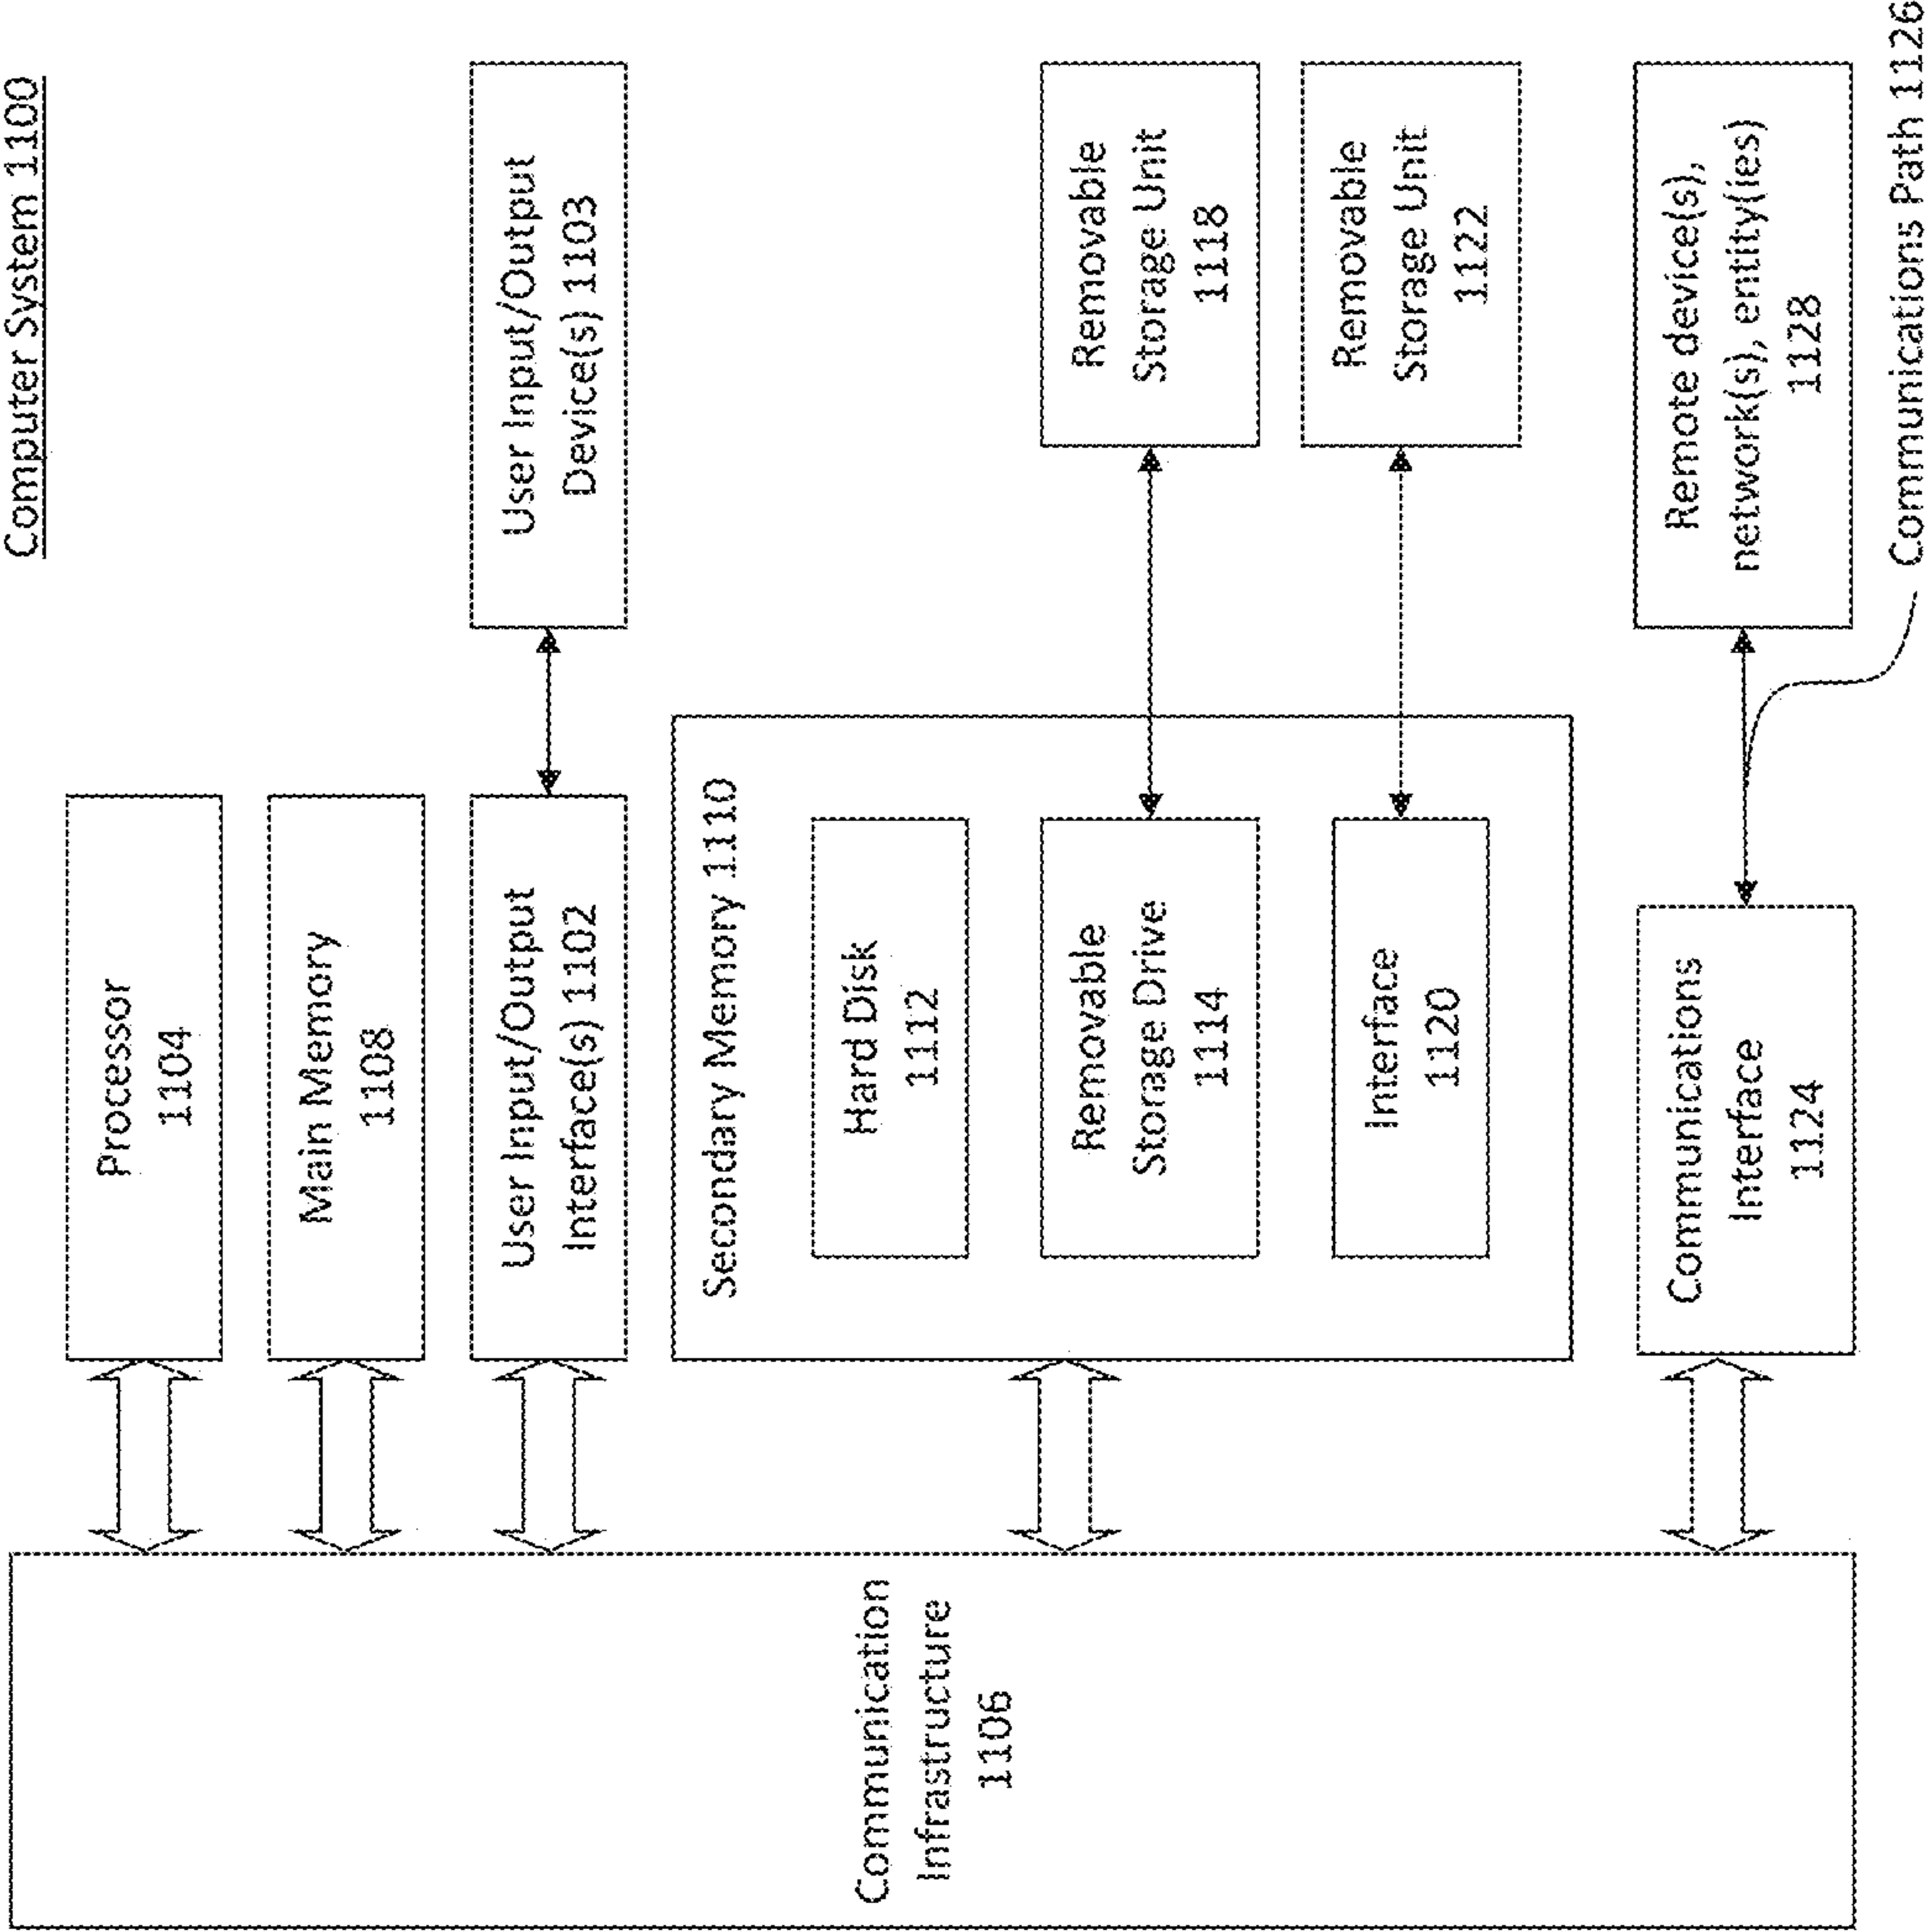 Computer System 1100
Processor
1104
Main Memory
1108
User Input/Output
Interface(s) 1102
User Input/Output
Device(s) 1103
Secondary Memory 1110
Hard Disk
1112
Removable
Storage Drive
1114
Removable
Storage Unit
1118
Interface
1120
Removable
Storage Unit
1122
Communication
Infrastructure
1106
Communications
Interface
1124
Remote device(s),
network(s), entity(ies)
1128
Communications Path 1126